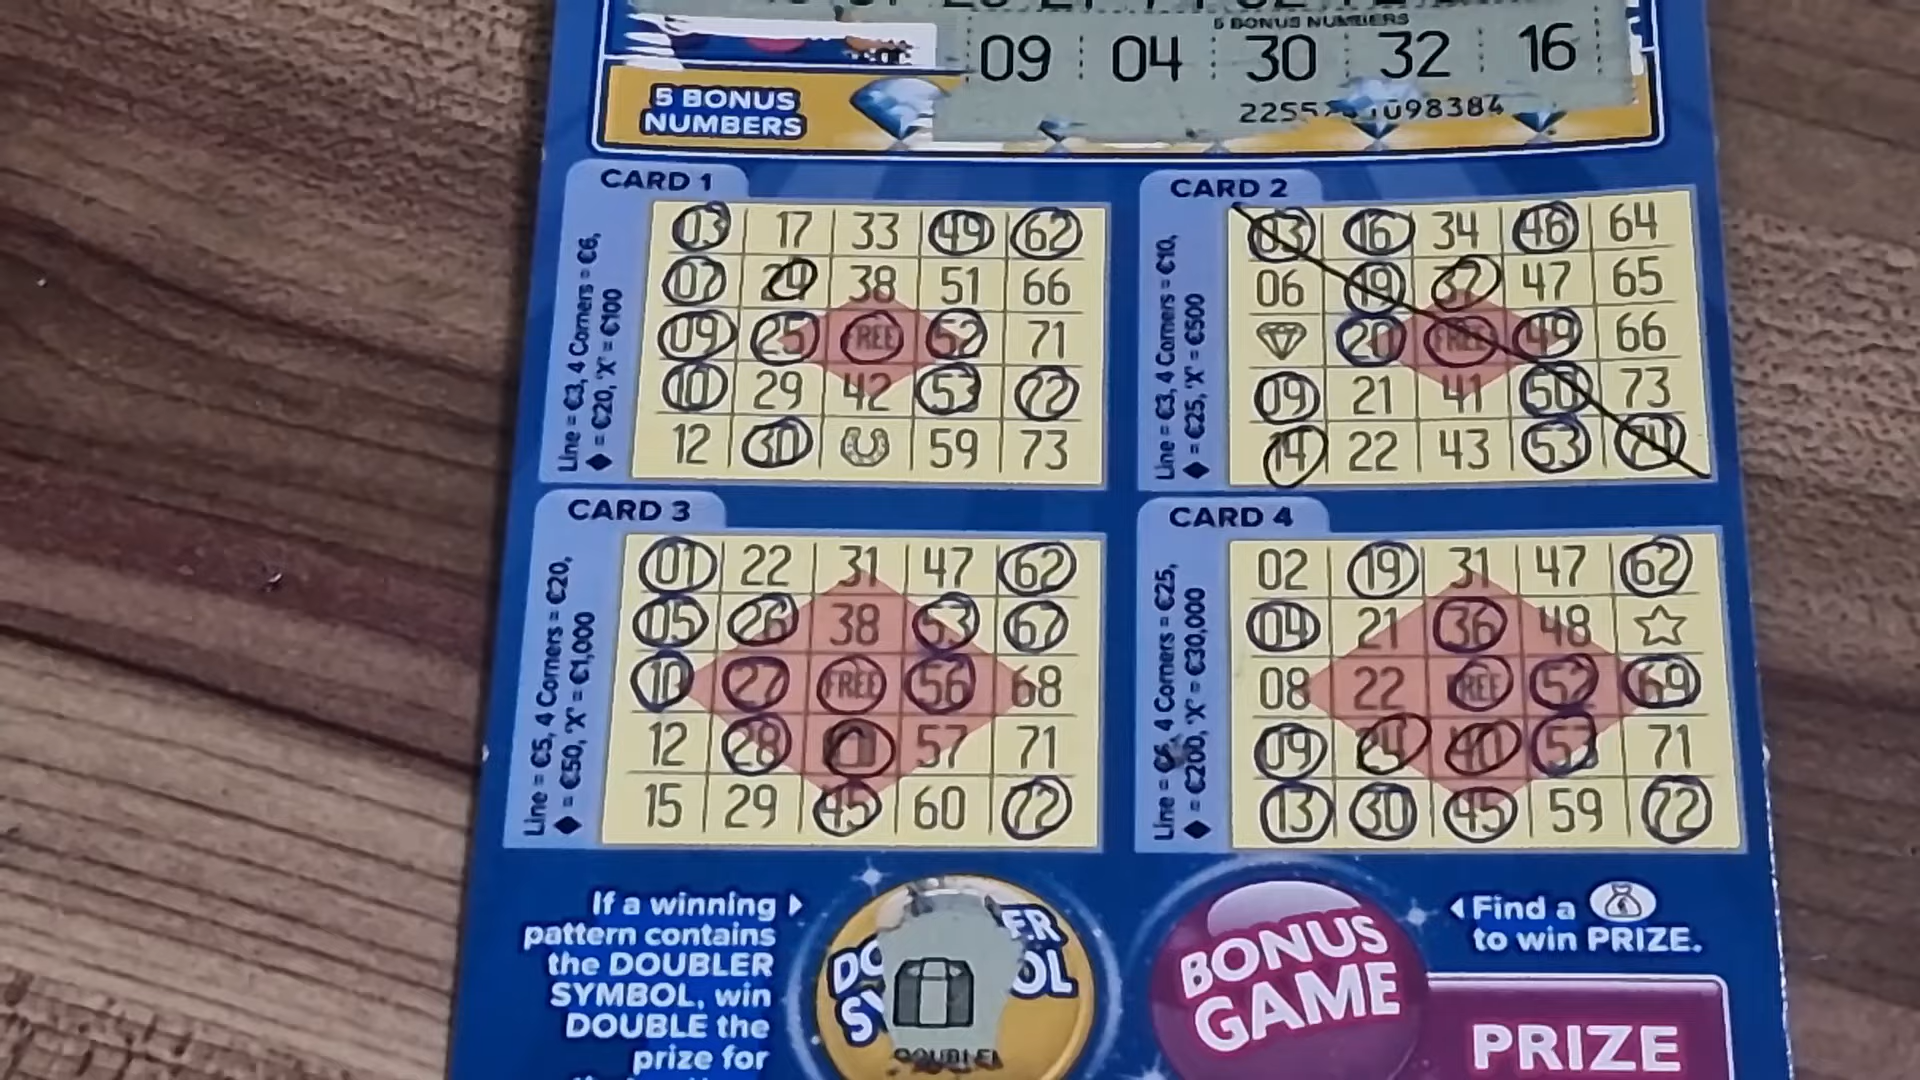 5 BONUS NUMBERS
09 04 30 32 16
5 BONUS
NUMBERS
098384
CARD 1
Line = €3, 4 Corners = €6,
♦ = €20, 'X' = €100
03 17 33 49 62
07 24 38 51 66
09 25 FREE 52 71
10 29 42 53 72
12 30 59 73
CARD 2
Line = €3, 4 Corners = €10,
♦ = €25, 'X' = €500
03 16 34 46 64
06 19 37 47 65
20 FREE 49 66
09 21 41 50 73
14 22 43 53 74
CARD 3
Line = €5, 4 Corners = €20,
♦ = €50, 'X' = €1,000
01 22 31 47 62
05 26 38 53 67
10 27 FREE 56 68
12 28 57 71
15 29 45 60 72
CARD 4
Line = €6, 4 Corners = €25,
♦ = €200, 'X' = €30,000
02 19 31 47 62
04 21 36 48
08 22 FREE 52 69
09 24 40 53 71
13 30 45 59 72
If a winning
pattern contains
the DOUBLER
SYMBOL, win
DOUBLE the
prize for
BONUS
GAME
Find a
to win PRIZE.
PRIZE